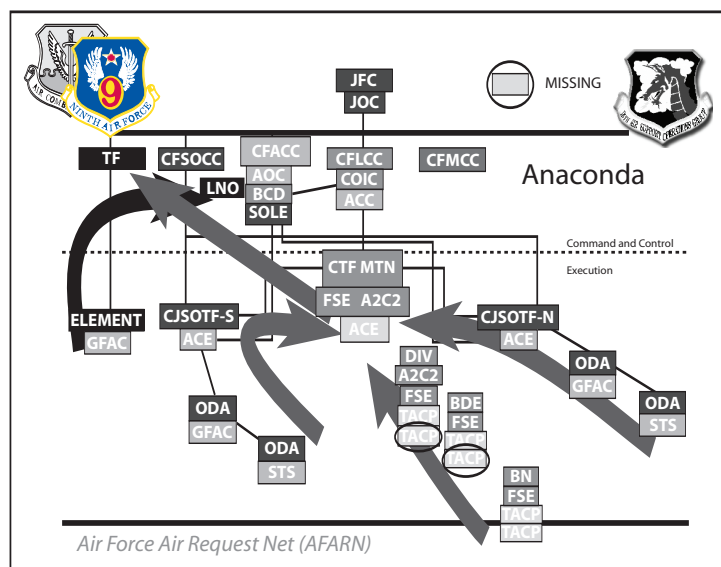 JFC
JOC
MISSING
AIR COMB
9
NINTH AIR FORCE
TF
CFSOCC
CFACC
AOC
BCD
SOLE
LNO
CFLCC
COIC
ACC
CFMCC
Anaconda
Command and Control
Execution
CTF MTN
FSE A2C2
ACE
ELEMENT
GFAC
CJSOTF-S
ACE
CJSOTF-N
ACE
ODA
GFAC
ODA
STS
DIV
A2C2
FSE
TACP
TACP
BDE
FSE
TACP
TACP
ODA
GFAC
ODA
STS
BN
FSE
TACP
TACP
Air Force Air Request Net (AFARN)